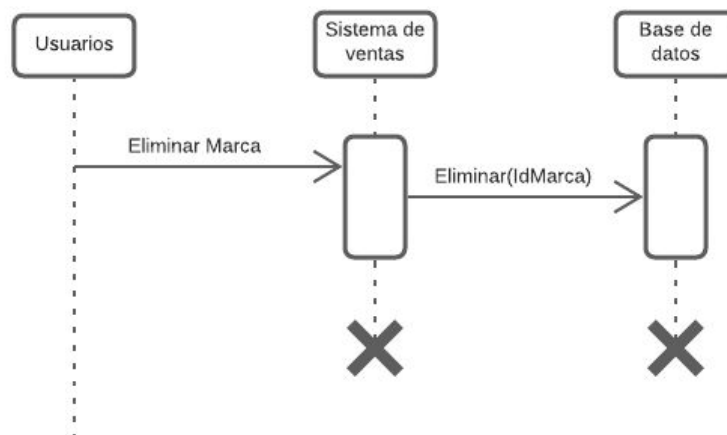 Usuarios
Sistema de
ventas
Base de
datos
Eliminar Marca
Eliminar(IdMarca)